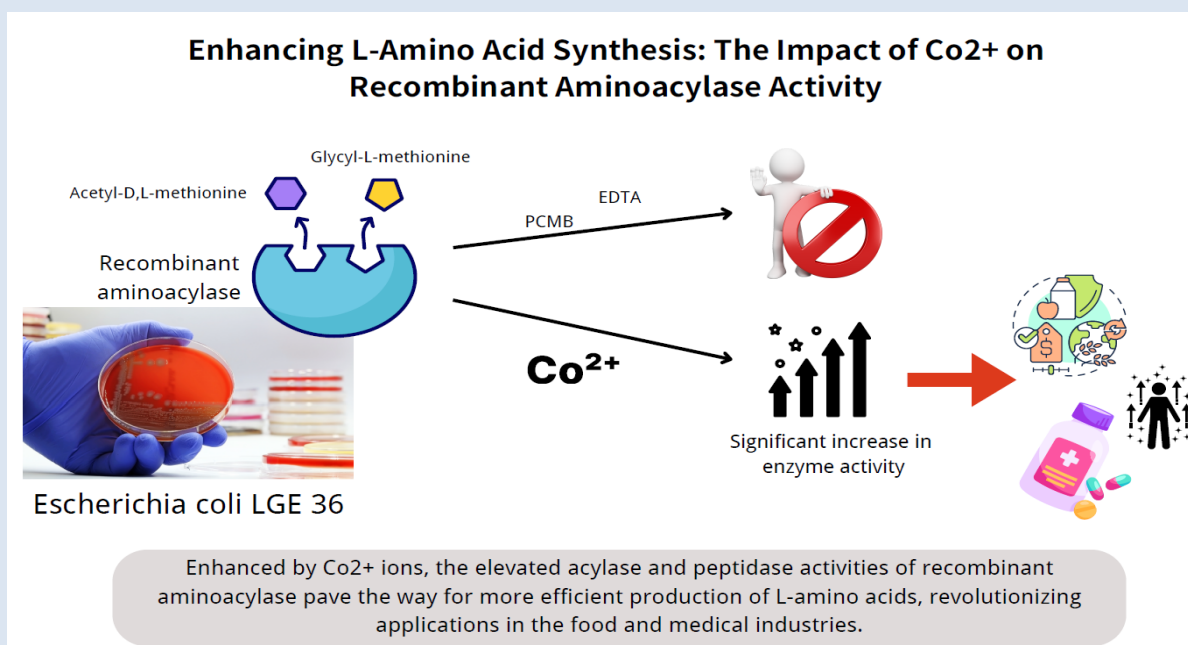 Enhancing L-Amino Acid Synthesis: The Impact of Co2+ on
Recombinant Aminoacylase Activity
Glycyl-L-methionine
Acetyl-D,L-methionine
EDTA
PCMB
Recombinant
aminoacylase
Co²⁺
Significant increase in
enzyme activity
Escherichia coli LGE 36
Enhanced by Co2+ ions, the elevated acylase and peptidase activities of recombinant
aminoacylase pave the way for more efficient production of L-amino acids, revolutionizing
applications in the food and medical industries.